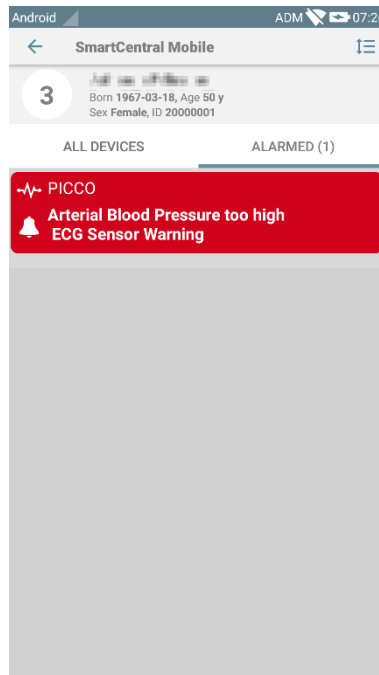 Android ADM 07:2
SmartCentral Mobile
3
Born 1967-03-18, Age 50 y
Sex Female, ID 20000001
ALL DEVICES ALARMED (1)
PICCO
Arterial Blood Pressure too high
ECG Sensor Warning